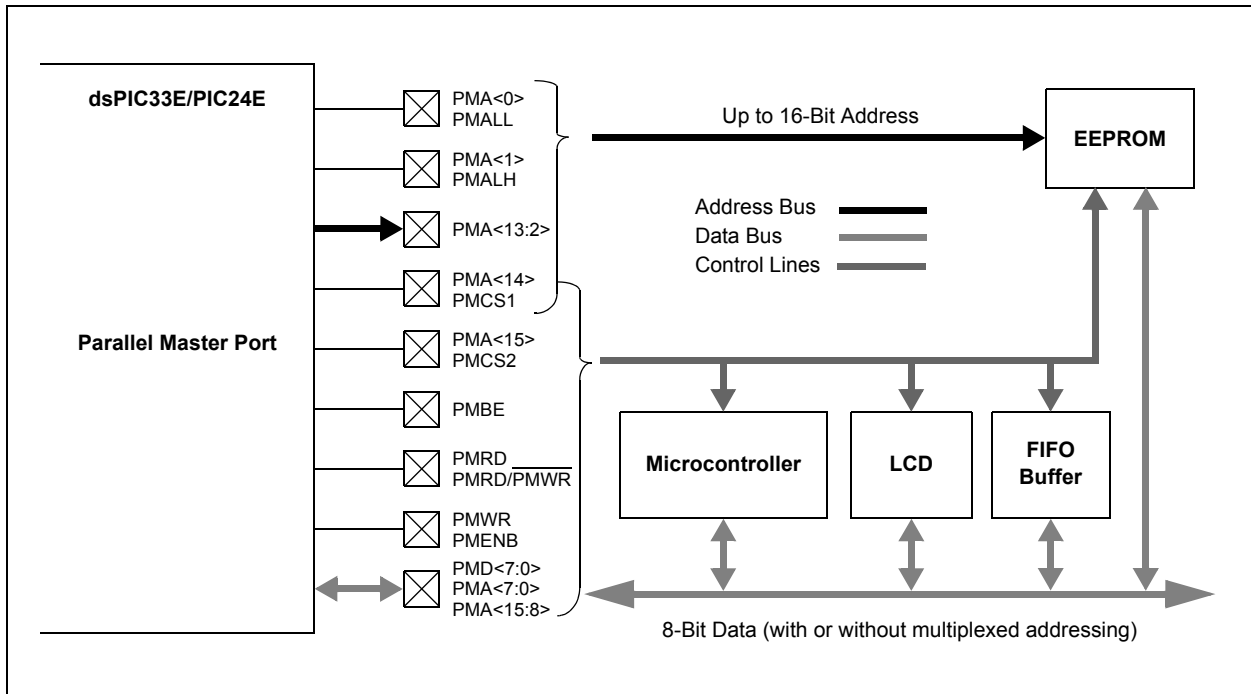 dsPIC33E/PIC24E
Parallel Master Port
PMA<0>
PMALL
PMA<1>
PMALH
PMA<13:2>
PMA<14>
PMCS1
PMA<15>
PMCS2
PMBE
PMRD
PMRD/PMWR
PMWR
PMENB
PMD<7:0>
PMA<7:0>
PMA<15:8>
Up to 16-Bit Address
EEPROM
Address Bus
Data Bus
Control Lines
Microcontroller
LCD
FIFO
Buffer
8-Bit Data (with or without multiplexed addressing)